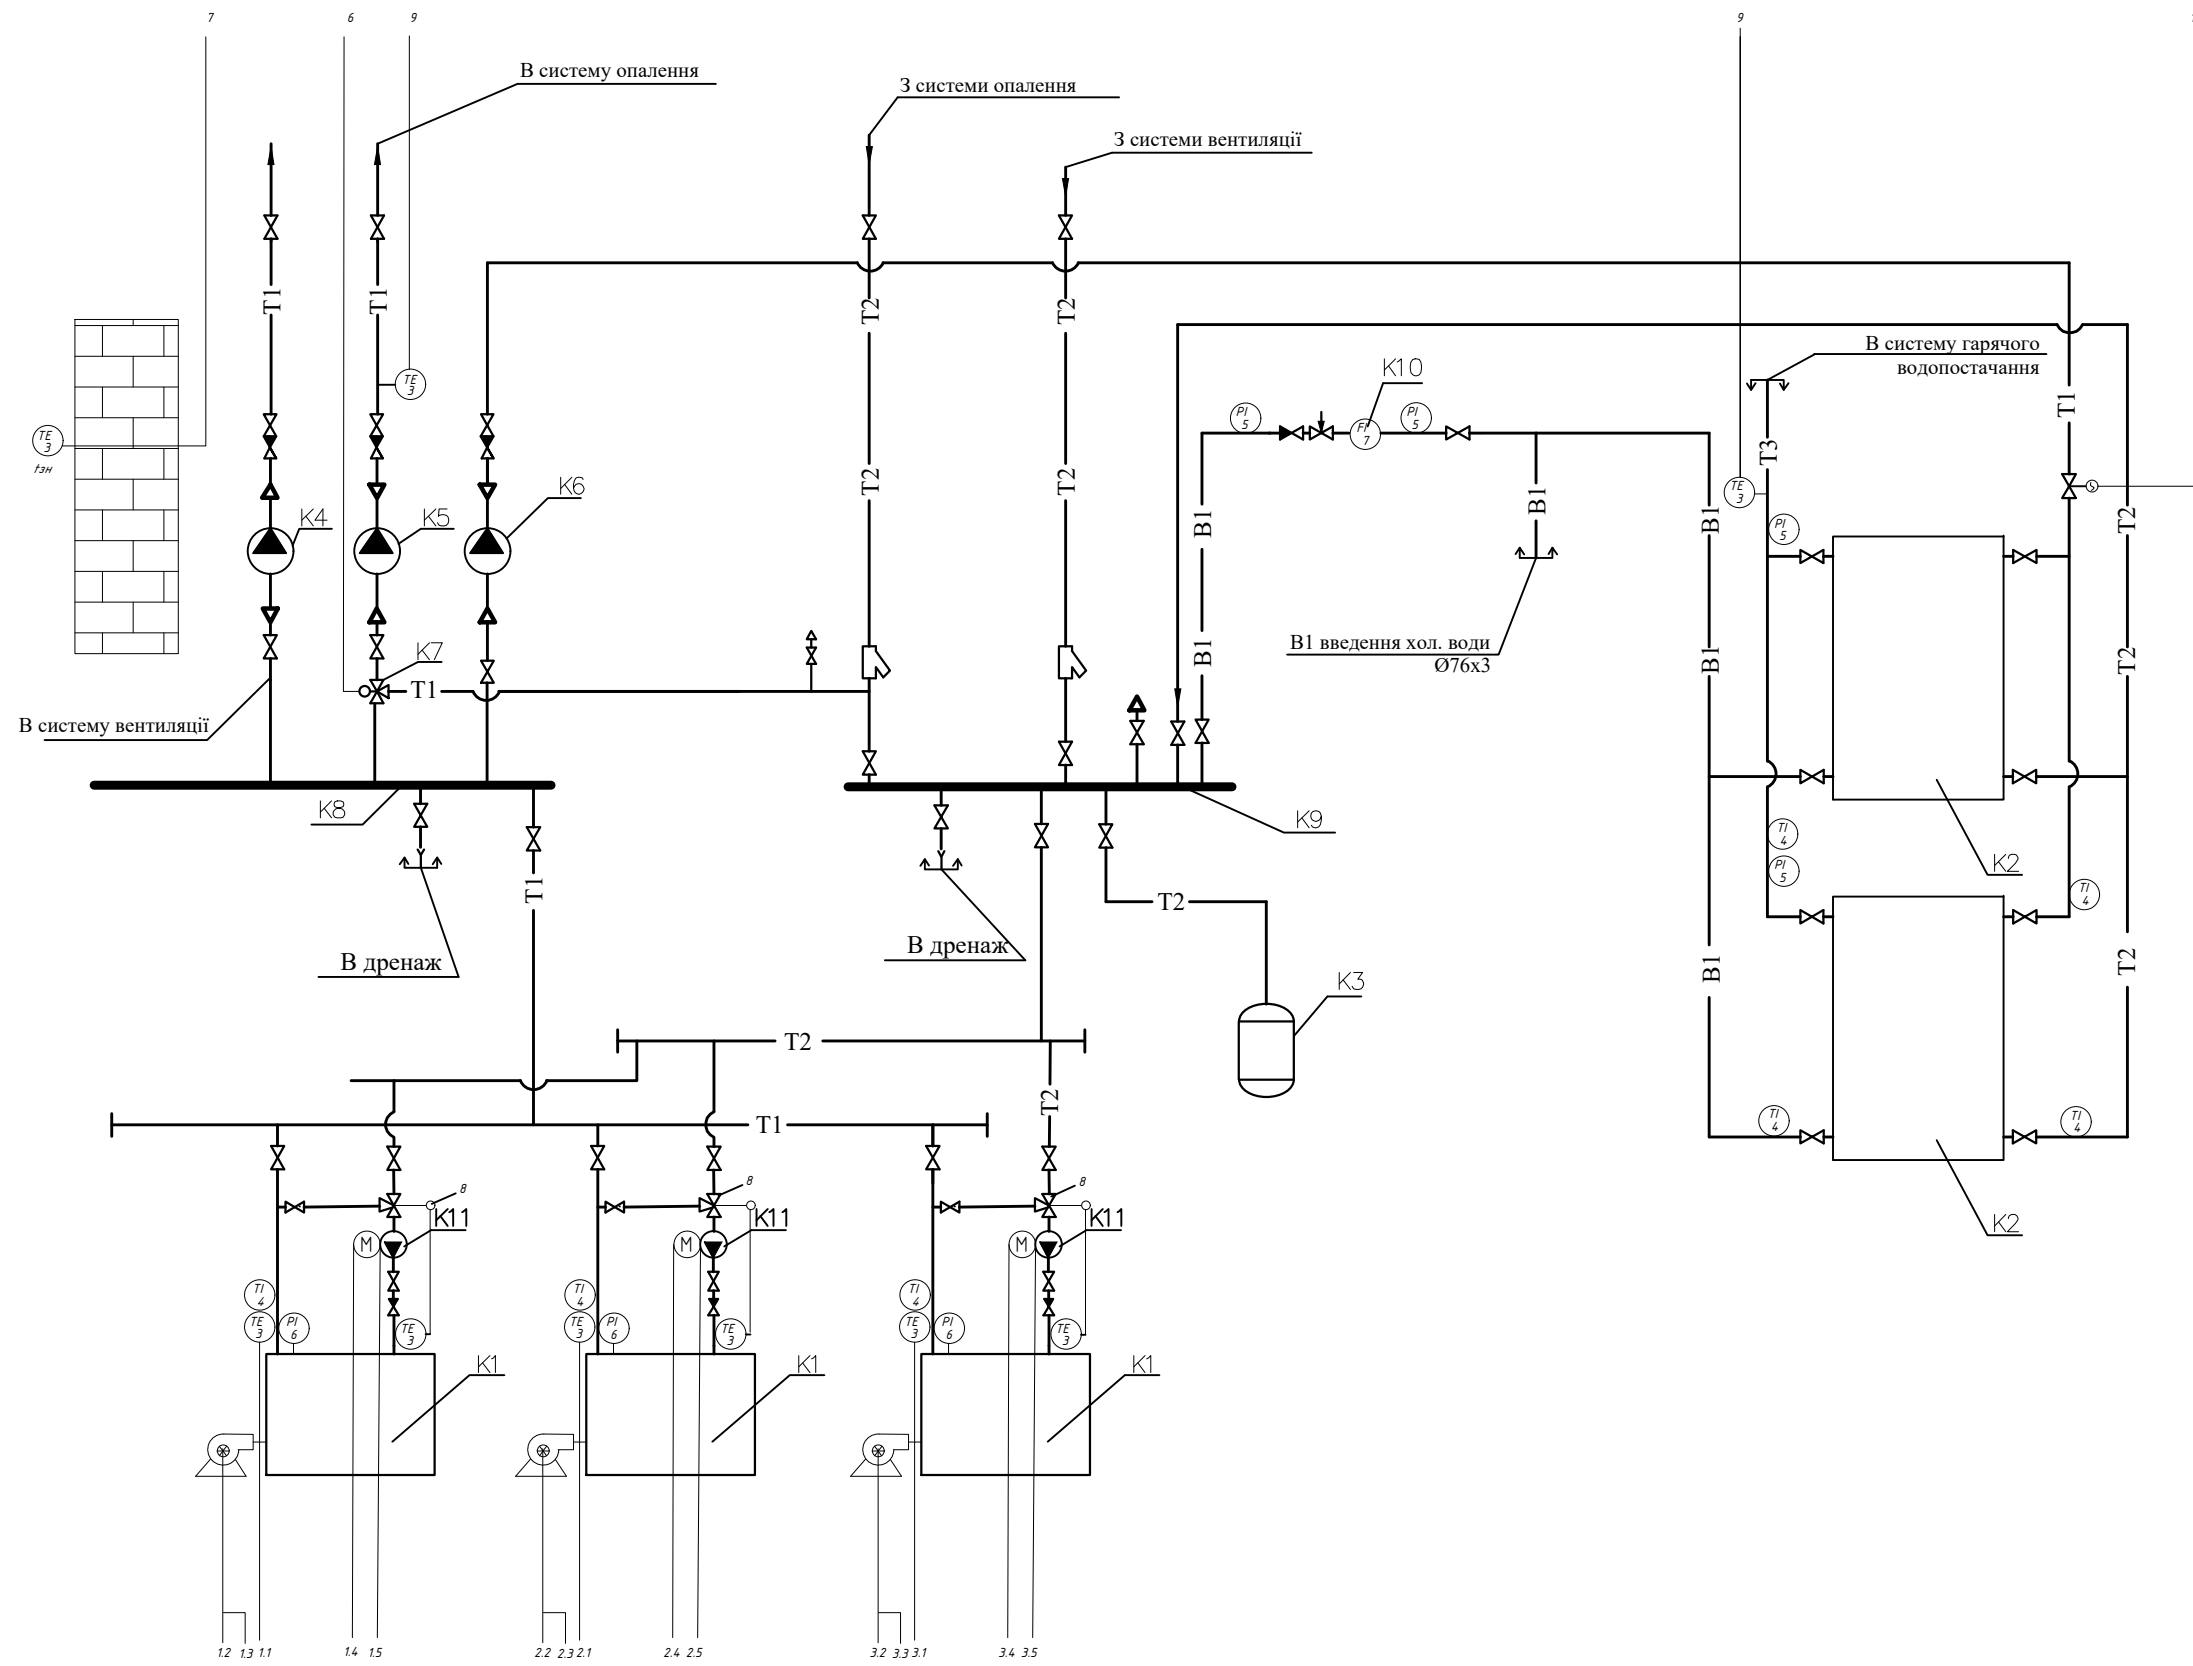 7
6
9
9
В систему опалення
З системи опалення
З системи вентиляції
T1
T1
T2
T2
В систему гарячого
водопостачання
K10
PI
5
FI
7
PI
5
T1
TE
3
TE
3
tзн
T2
T2
T3
TE
3
K6
K4
K5
B1
B1
B1
T2
PI
5
K7
T1
B1
B1 введення хол. води
Ø76x3
B1
T2
В систему вентиляції
K8
K9
T1
T2
TI
4
PI
5
K2
TI
4
В дренаж
В дренаж
B1
T2
K3
T2
T2
T1
TI
4
TI
4
8
8
8
K11
K11
K11
M
M
M
K2
TI
4
TE
3
PI
6
TE
3
TI
4
TE
3
PI
6
TE
3
TI
4
TE
3
PI
6
TE
3
K1
K1
K1
1.2 1.3 1.1 1.4 1.5 2.2 2.3 2.1 2.4 2.5 3.2 3.3 3.1 3.4 3.5